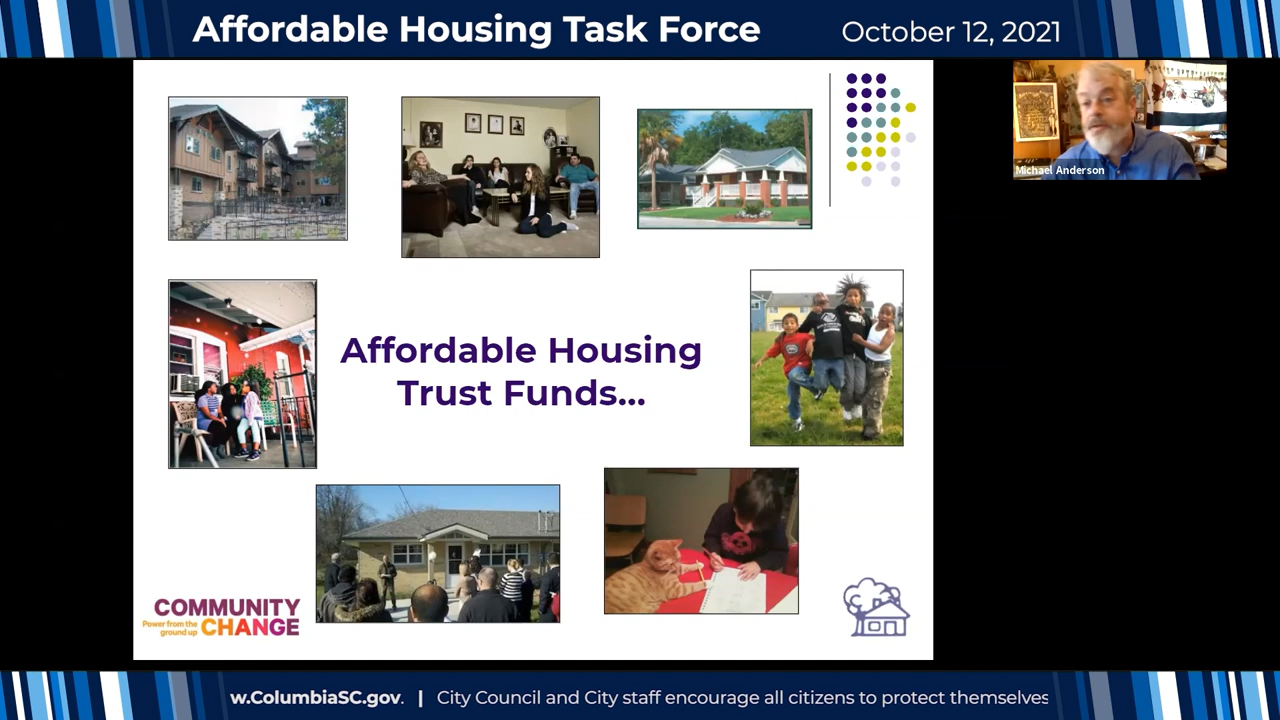 Affordable Housing Task Force
October 12, 2021
Michael Anderson
Affordable Housing
Trust Funds...
COMMUNITY
Power from the
ground up
CHANGE
w.ColumbiaSC.gov. | City Council and City staff encourage all citizens to protect themselves